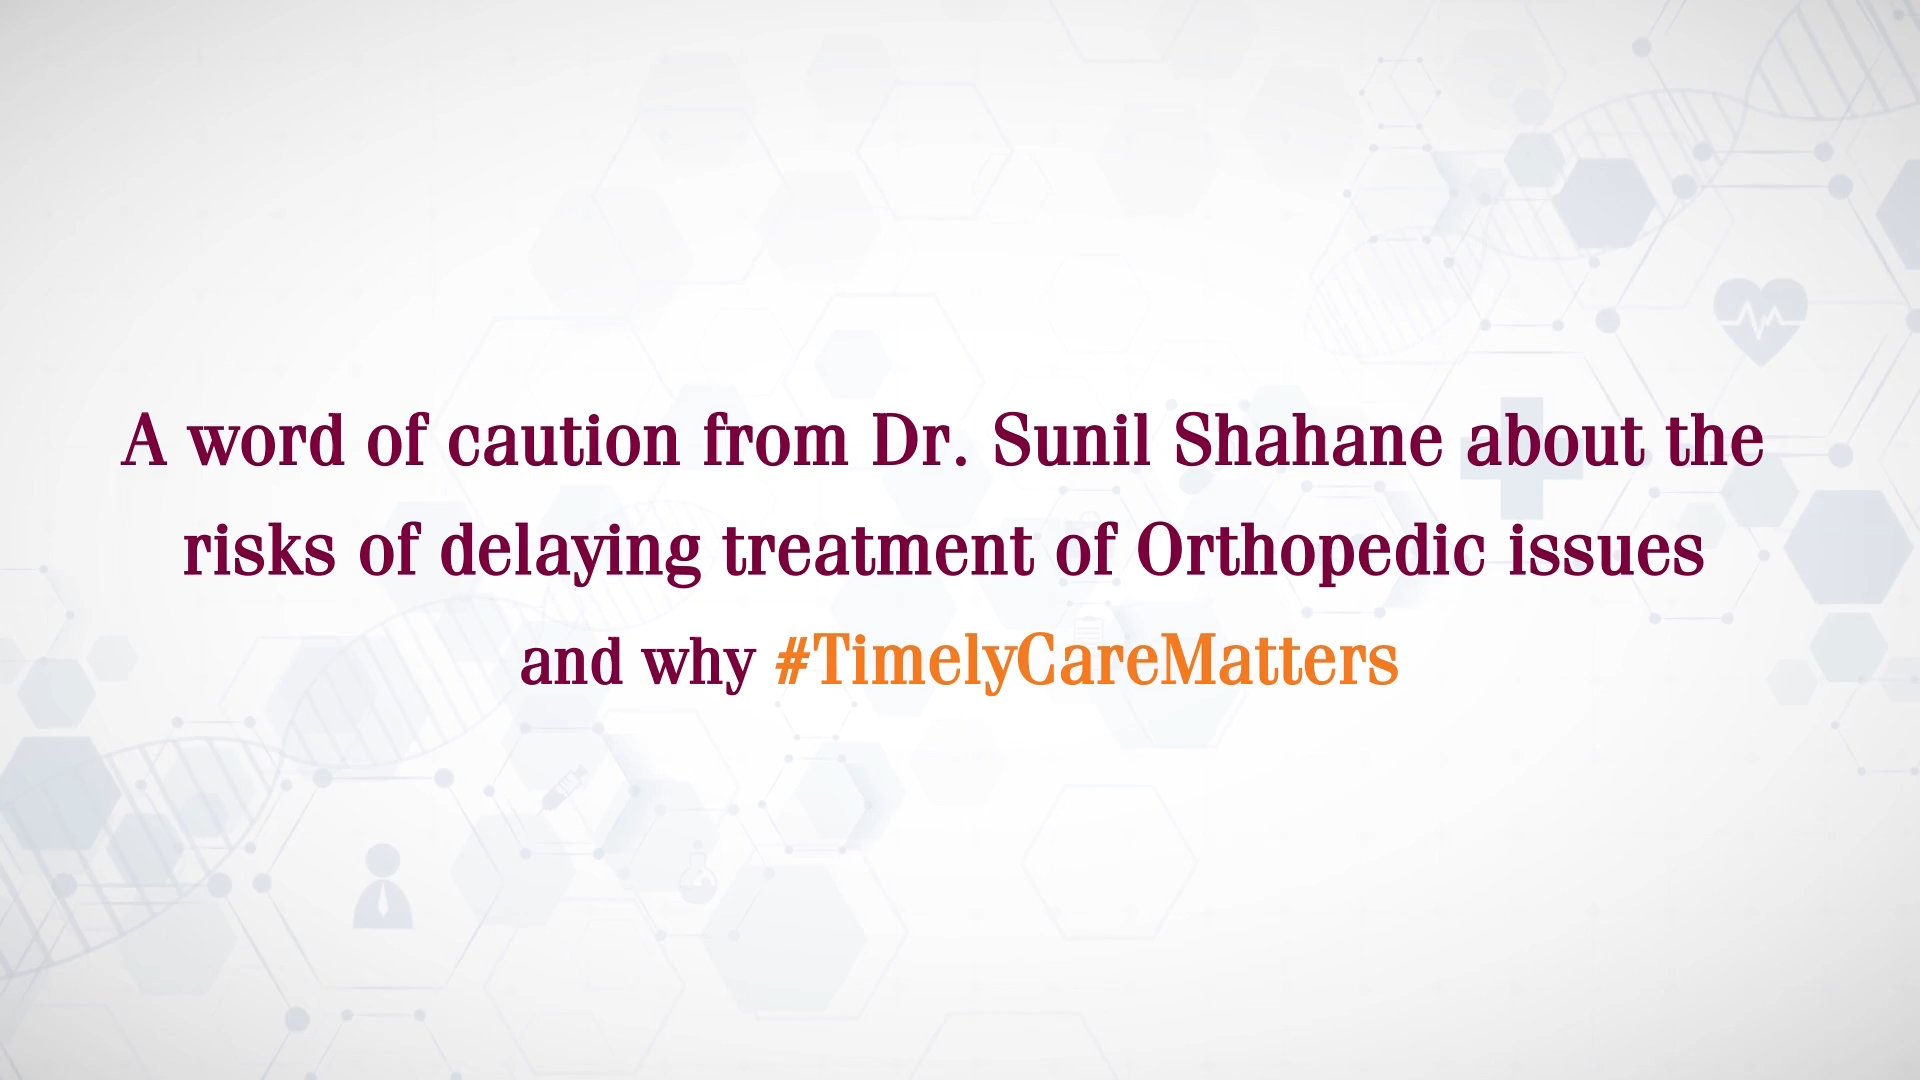 A word of caution from Dr. Sunil Shahane about the
risks of delaying treatment of Orthopedic issues
and why #TimelyCareMatters